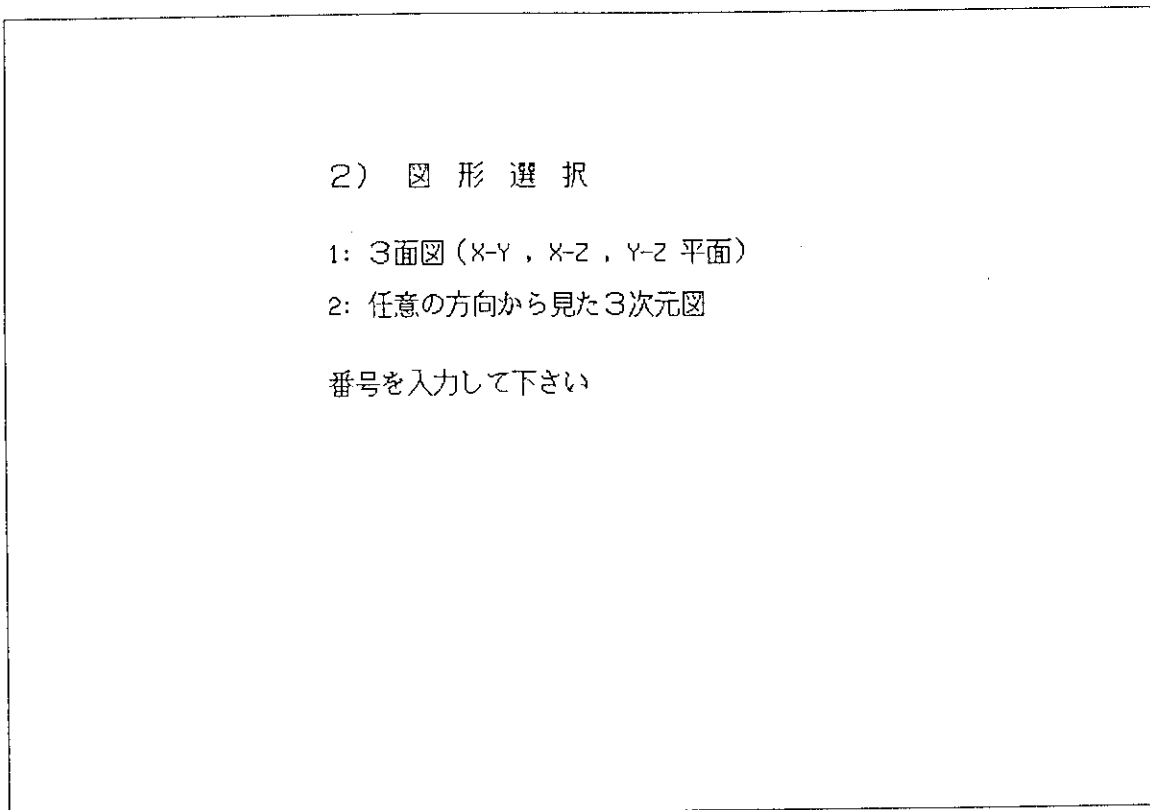 2) 図 形 選 択
1: 3面図 (X-Y , X-Z , Y-Z 平面)
2: 任意の方向から見た3次元図
番号を入力して下さい